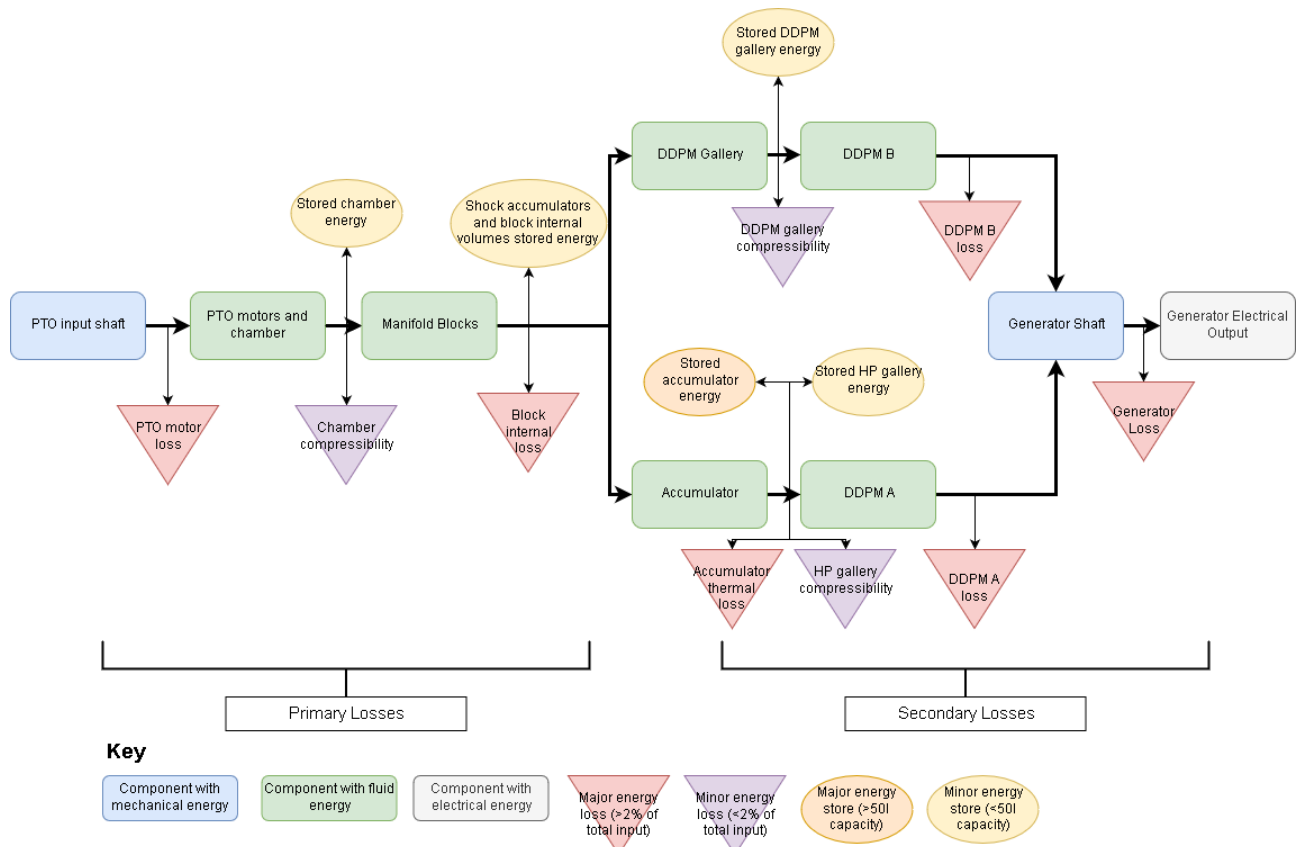 Stored DDPM
gallery energy
DDPM Gallery
DDPM B
Stored chamber
energy
Shock accumulators
and block internal
volumes stored energy
DDPM gallery
compressibility
DDPM B
loss
PTO input shaft
PTO motors and
chamber
Manifold Blocks
Generator Shaft
Generator Electrical
Output
Stored
accumulator
energy
Stored HP gallery
energy
PTO motor
loss
Chamber
compressibility
Block
internal
loss
Generator
Loss
Accumulator
DDPM A
Accumulator
thermal
loss
HP gallery
compressibility
DDPM A
loss
Primary Losses
Secondary Losses
Key
Component with
mechanical energy
Component with fluid
energy
Component with
electrical energy
Major energy
loss (>2% of
total input)
Minor energy
loss (<2% of
total input)
Major energy
store (>50l
capacity)
Minor energy
store (<50l
capacity)